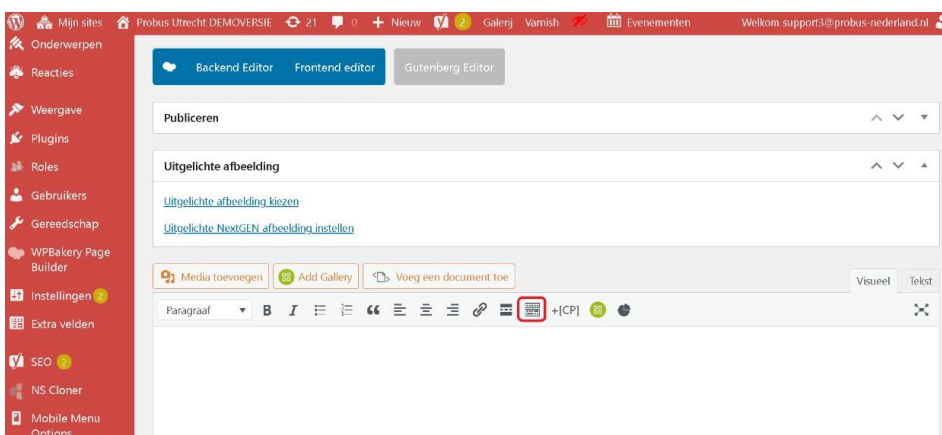 Mijn sites Probus Utrecht DEMOVERSIE 21 0 Nieuw 2 Galerij Varnish Evenementen Welkom support3@probus-nederland.nl
Onderwerpen
Reacties
Weergave
Plugins
Roles
Gebruikers
Gereedschap
WPBakery Page
Builder
Instellingen 2
Extra velden
SEO 2
NS Cloner
Mobile Menu
Options
Backend Editor Frontend editor Gutenberg Editor
Publiceren
Uitgelichte afbeelding
Uitgelichte afbeelding kiezen
Uitgelichte NextGEN afbeelding instellen
Media toevoegen Add Gallery Voeg een document toe Visueel Tekst
Paragraaf B I +[CP]